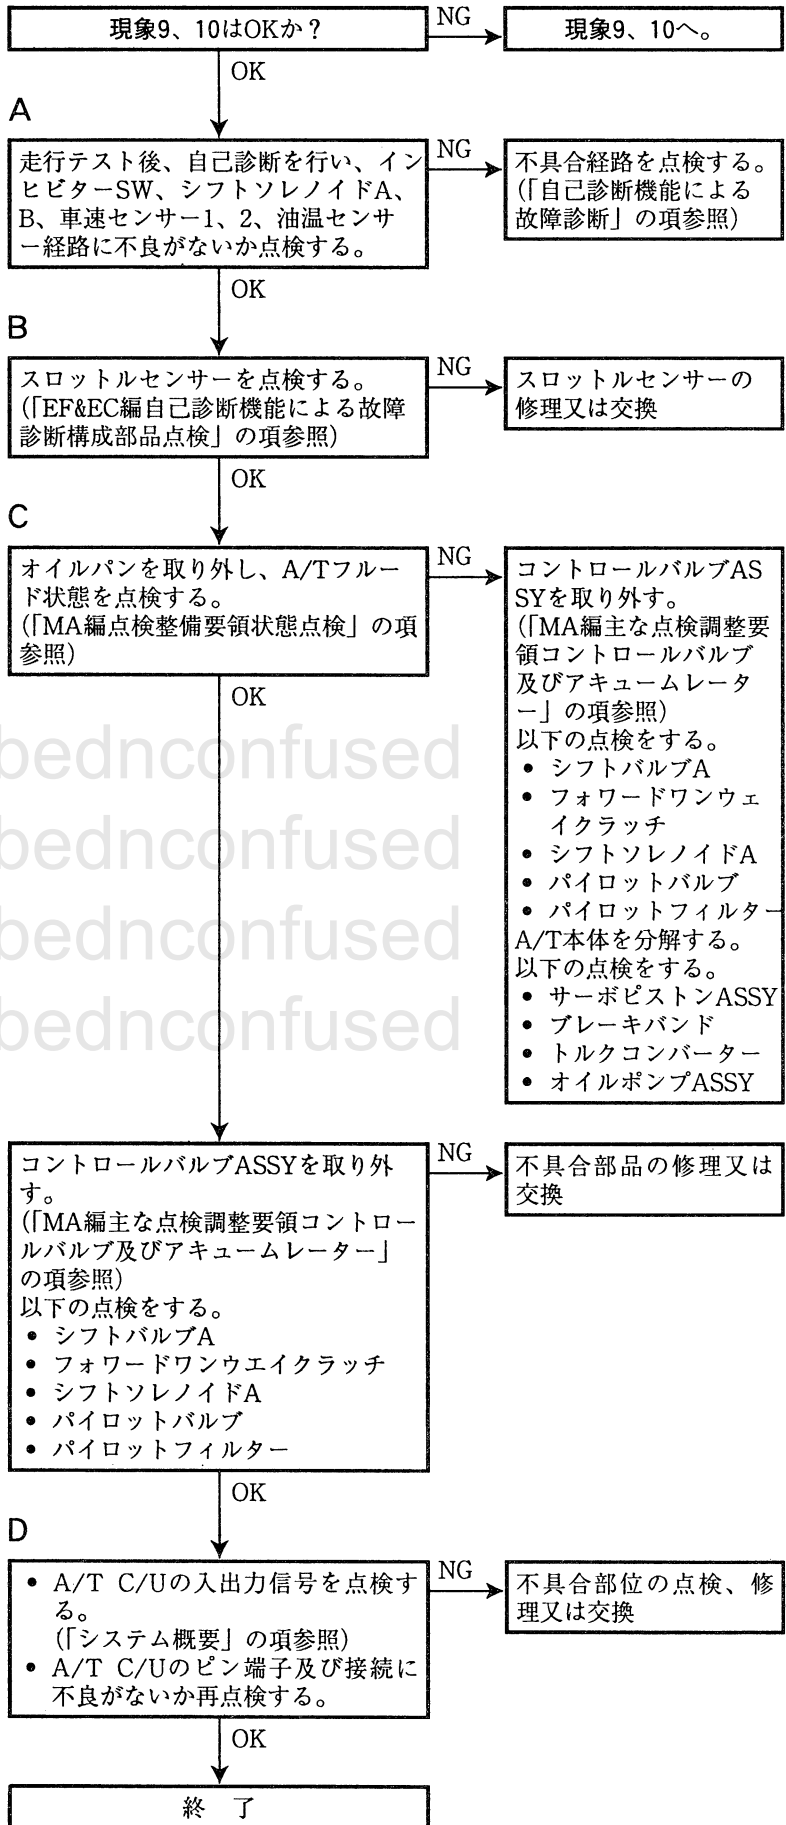 現象9、10はOKか？
NG
現象9、10へ。
OK
A
走行テスト後、自己診断を行い、イン
ヒビターSW、シフトソレノイドA、
B、車速センサー1、2、油温センサ
ー経路に不良がないか点検する。
NG
不具合経路を点検する。
(「自己診断機能による
故障診断」の項参照)
OK
B
スロットルセンサーを点検する。
(「EF&EC編自己診断機能による故障
診断構成部品点検」の項参照)
NG
スロットルセンサーの
修理又は交換
OK
C
オイルパンを取り外し、A/Tフルー
ド状態を点検する。
(「MA編点検整備要領状態点検」の項
参照)
NG
コントロールバルブAS
SYを取り外す。
(「MA編主な点検調整要
領コントロールバルブ
及びアキュームレータ
ー」の項参照)
以下の点検をする。
• シフトバルブA
• フォワードワンウェ
イクラッチ
• シフトソレノイドA
• パイロットバルブ
• パイロットフィルター
A/T本体を分解する。
以下の点検をする。
• サーボピストンASSY
• ブレーキバンド
• トルクコンバーター
• オイルポンプASSY
OK
bednconfused
bednconfused
bednconfused
bednconfused
コントロールバルブASSYを取り外
す。
(「MA編主な点検調整要領コントロー
ルバルブ及びアキュームレーター」
の項参照)
以下の点検をする。
• シフトバルブA
• フォワードワンウエイクラッチ
• シフトソレノイドA
• パイロットバルブ
• パイロットフィルター
NG
不具合部品の修理又は
交換
OK
D
• A/T C/Uの入出力信号を点検す
る。
(「システム概要」の項参照)
• A/T C/Uのピン端子及び接続に
不良がないか再点検する。
NG
不具合部位の点検、修
理又は交換
OK
終 了